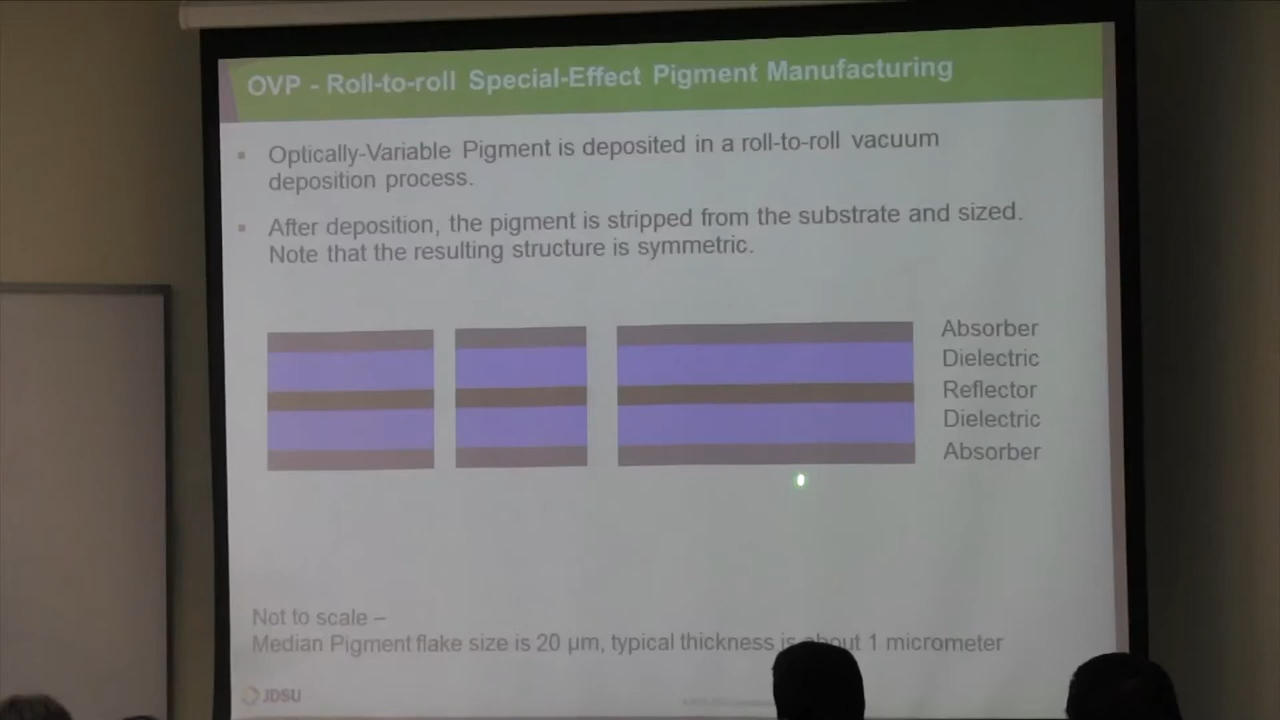 OVP - Roll-to-roll Special-Effect Pigment Manufacturing
▪ Optically-Variable Pigment is deposited in a roll-to-roll vacuum
deposition process.
▪ After deposition, the pigment is stripped from the substrate and sized.
Note that the resulting structure is symmetric.
Absorber
Dielectric
Reflector
Dielectric
Absorber
Not to scale –
Median Pigment flake size is 20 µm, typical thickness is about 1 micrometer
JDSU